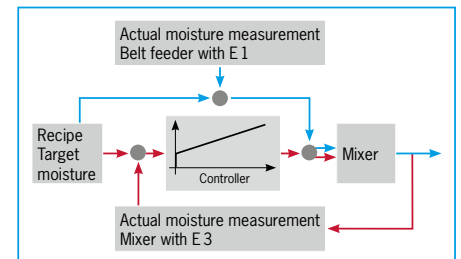 Actual moisture measurement
Belt feeder with E 1
Recipe
Target
moisture
Controller
Mixer
Actual moisture measurement
Mixer with E 3